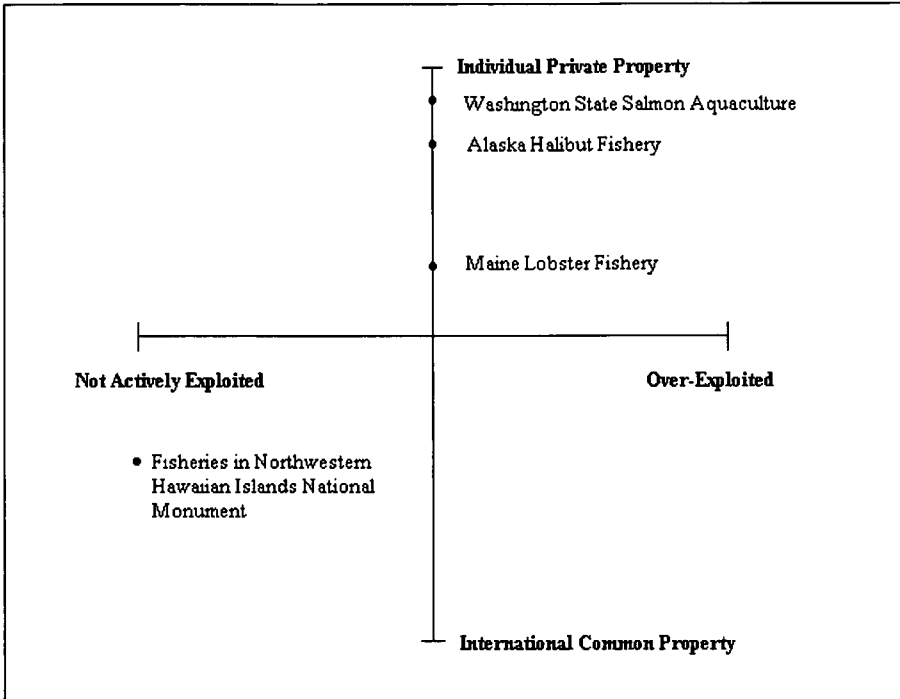 Individual Private Property
Washington State Salmon Aquaculture
Alaska Halibut Fishery
Maine Lobster Fishery
Not Actively Exploited
Over-Exploited
Fisheries in Northwestern
Hawaiian Islands National
Monument
International Common Property